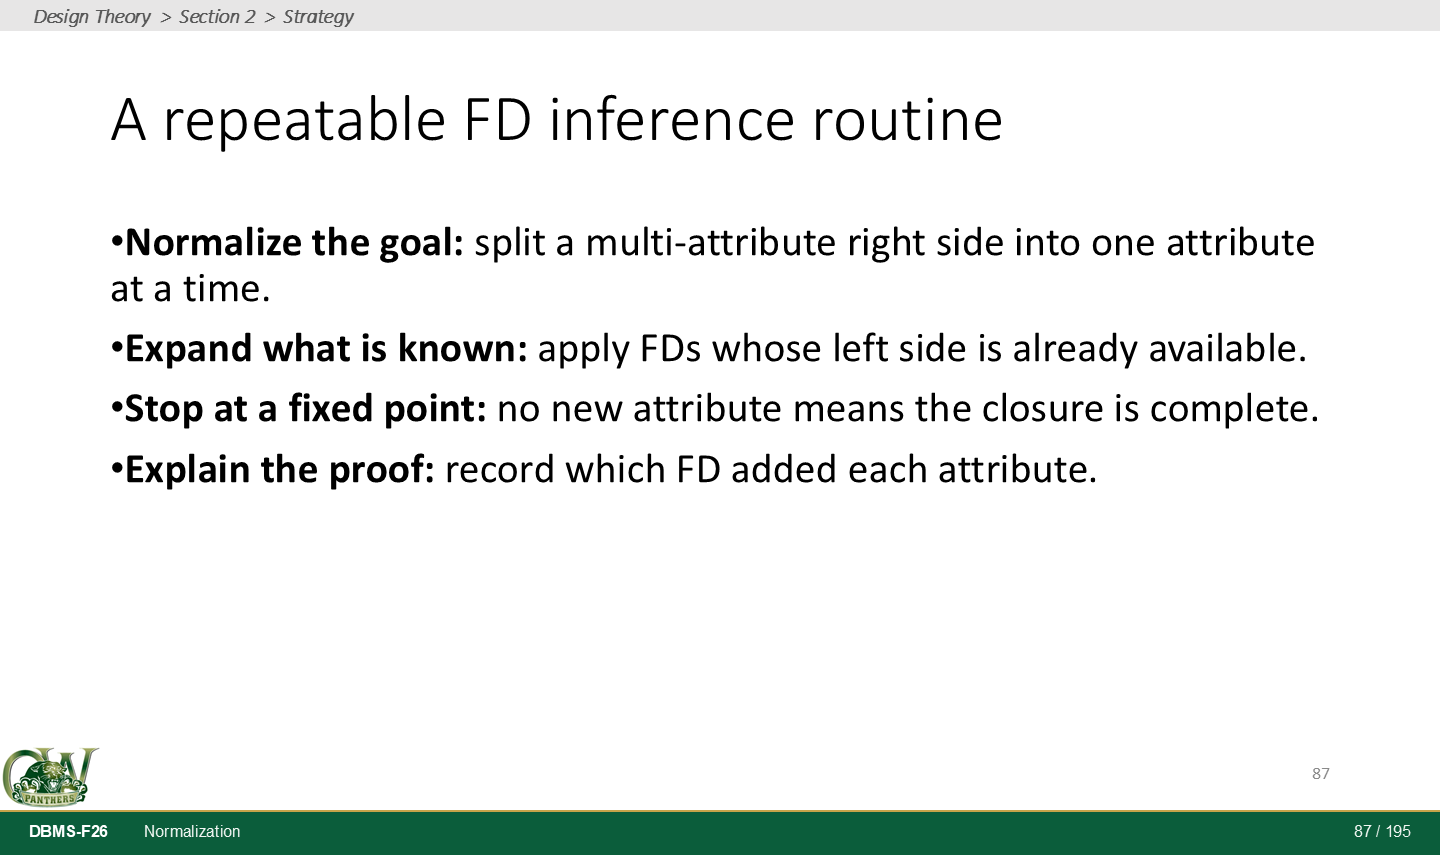 Design Theory > Section 2 > Strategy
A repeatable FD inference routine
•Normalize the goal: split a multi-attribute right side into one attribute
at a time.
•Expand what is known: apply FDs whose left side is already available.
•Stop at a fixed point: no new attribute means the closure is complete.
•Explain the proof: record which FD added each attribute.
OW
PANTHERS
87
DBMS-F26 Normalization 87 / 195